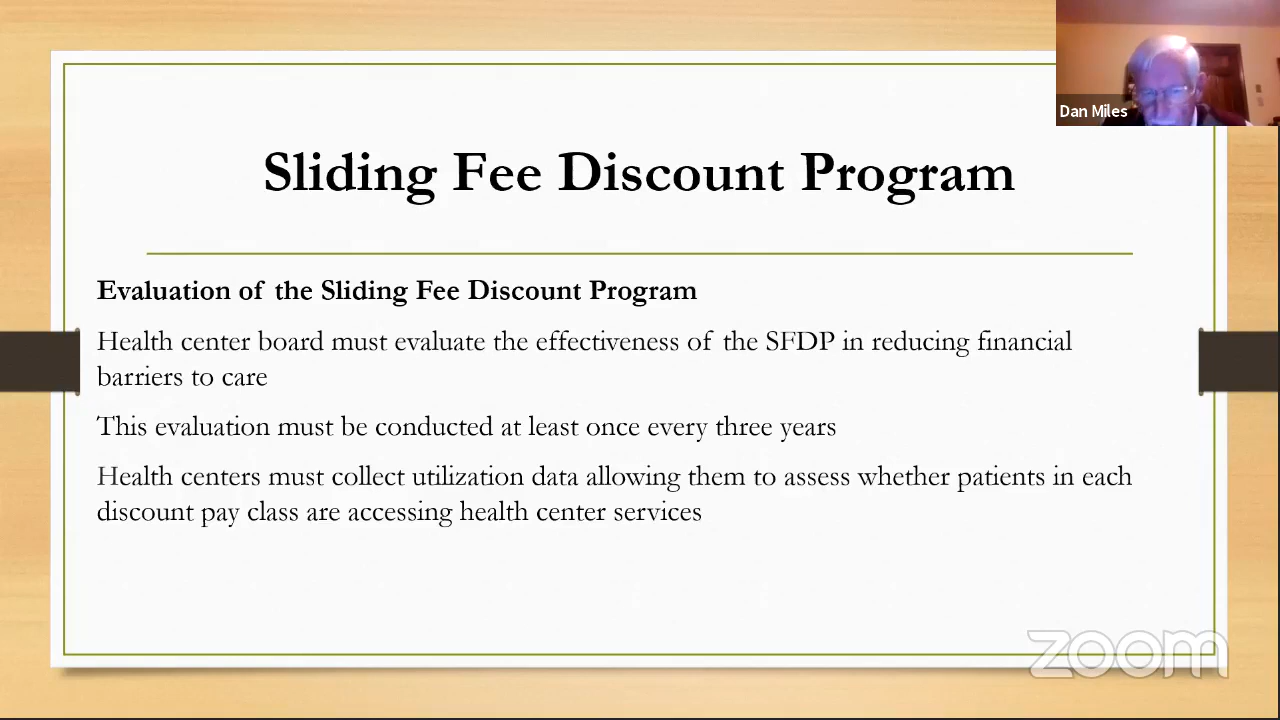 Dan Miles
Sliding Fee Discount Program
Evaluation of the Sliding Fee Discount Program
Health center board must evaluate the effectiveness of the SFDP in reducing financial
barriers to care
This evaluation must be conducted at least once every three years
Health centers must collect utilization data allowing them to assess whether patients in each
discount pay class are accessing health center services
zoom